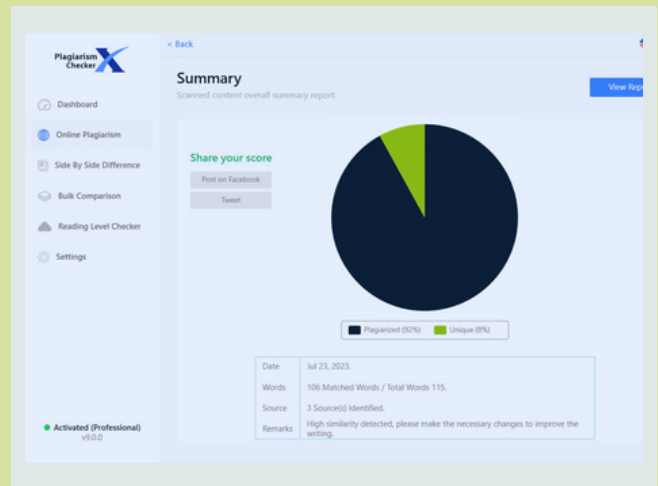 Plagiarism
Checker
< Back
Summary
Scanned content overall summary report.
View Rep
Dashboard
Online Plagiarism
Side By Side Difference
Bulk Comparison
Reading Level Checker
Settings
Share your score
Post on Facebook
Tweet
Plagiarized (92%) Unique (8%)
Date Jul 23, 2023.
Words 106 Matched Words / Total Words 115.
Source 3 Source(s) Identified.
Remarks High similarity detected, please make the necessary changes to improve the
writing.
Activated (Professional)
v9.0.0